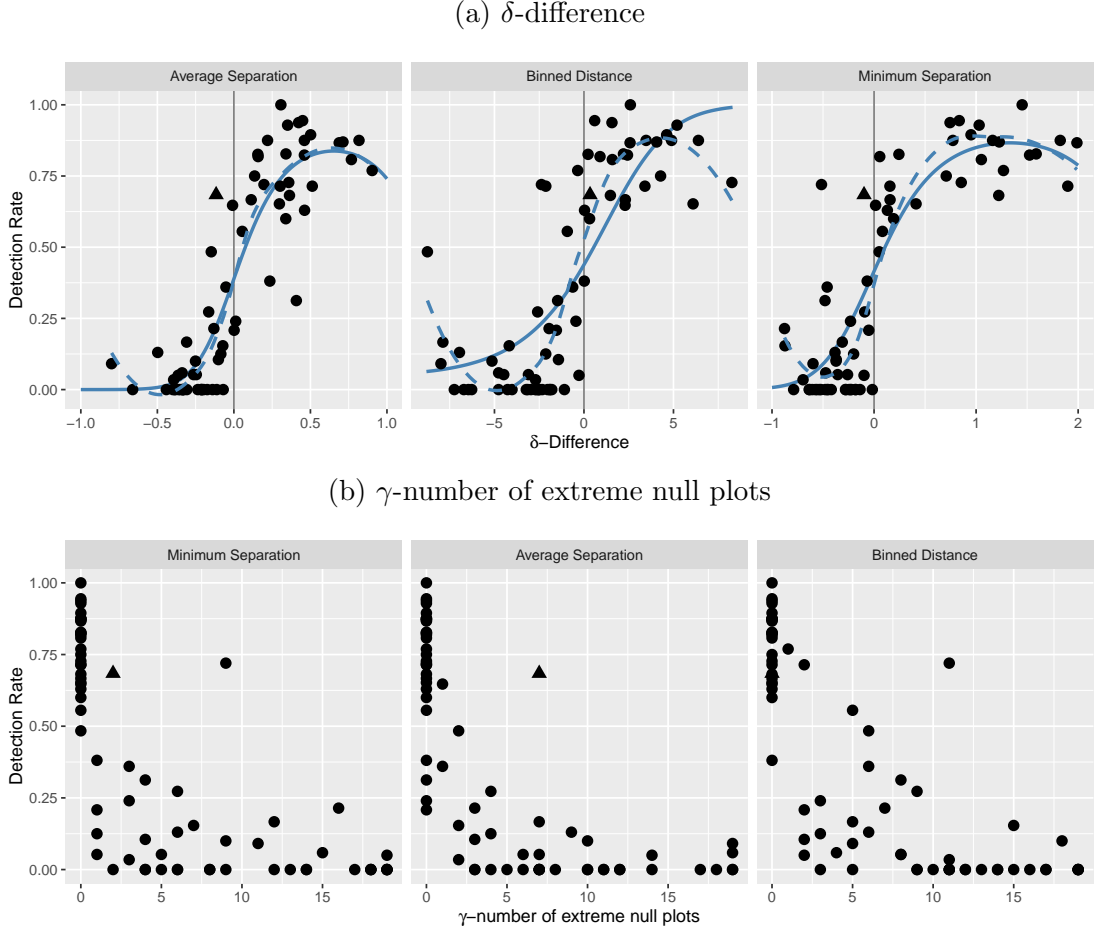 (a) δ-difference
Average Separation
Binned Distance
Minimum Separation
Detection Rate
1.00
0.75
0.50
0.25
0.00
−1.0 −0.5 0.0 0.5 1.0
−5 0 5
−1 0 1 2
δ−Difference
(b) γ-number of extreme null plots
Minimum Separation
Average Separation
Binned Distance
Detection Rate
1.00
0.75
0.50
0.25
0.00
0 5 10 15
0 5 10 15
0 5 10 15
γ−number of extreme null plots